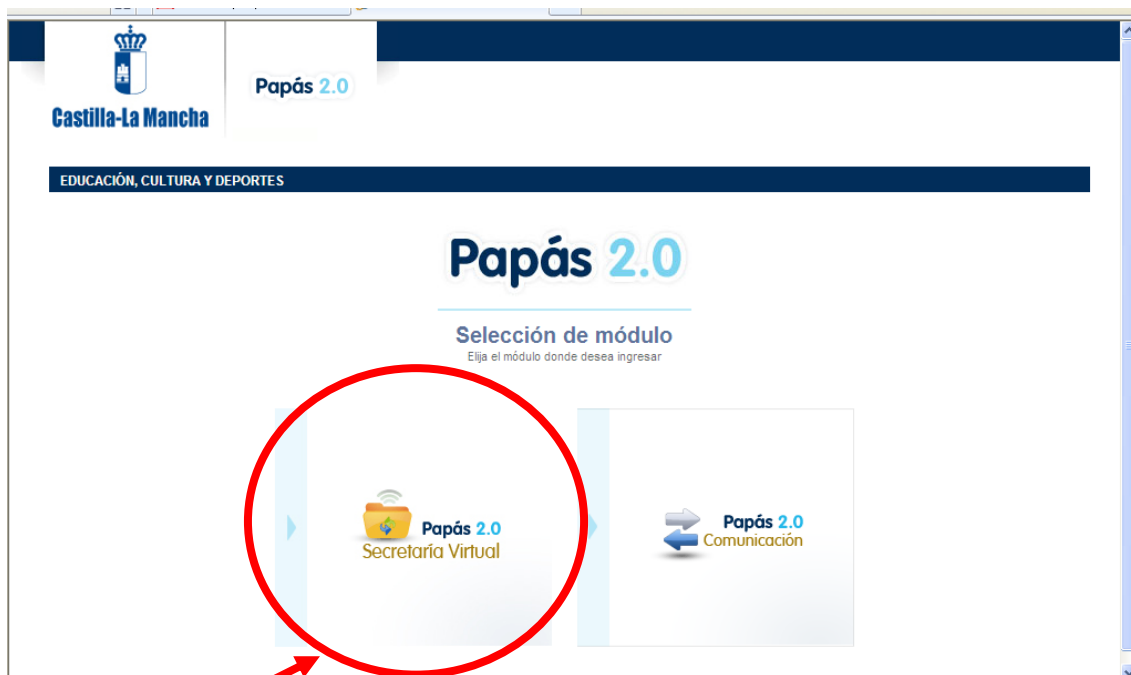 Castilla-La Mancha
Papás 2.0
EDUCACIÓN, CULTURA Y DEPORTES
Papás 2.0
Selección de módulo
Elija el módulo donde desea ingresar
Papás 2.0
Secretaría Virtual
Papás 2.0
Comunicación